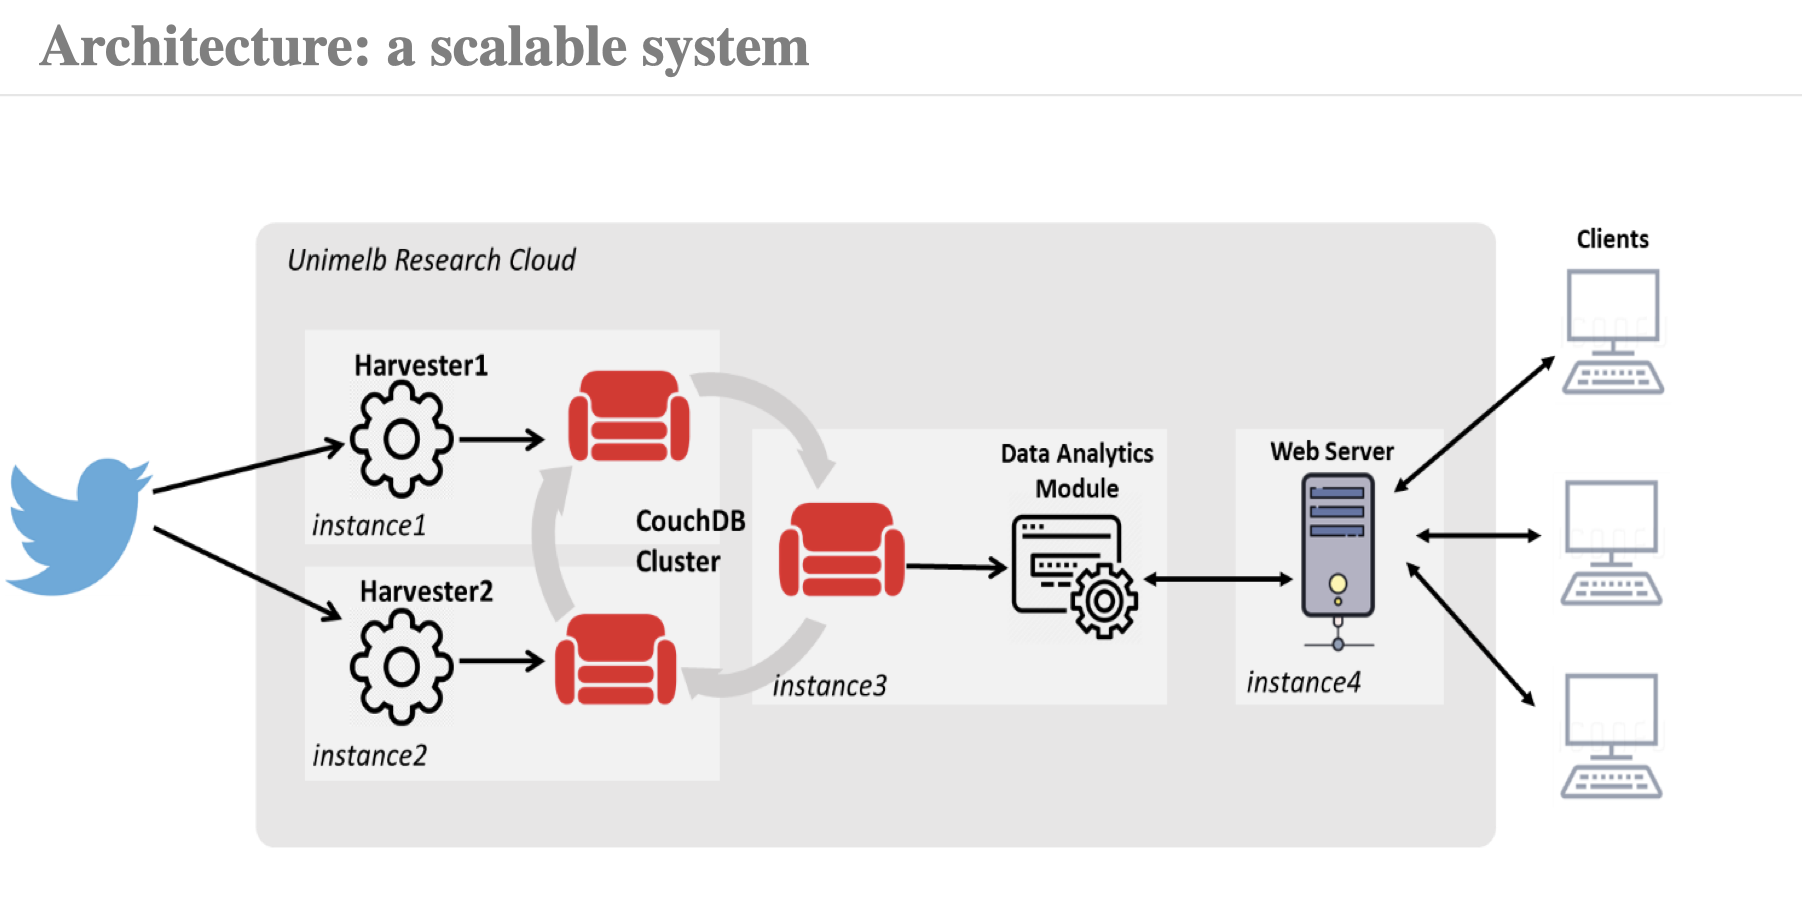 Architecture: a scalable system
Unimelb Research Cloud
Clients
Harvester1
instance1
CouchDB
Cluster
Data Analytics
Module
Web Server
Harvester2
instance2
instance3
instance4